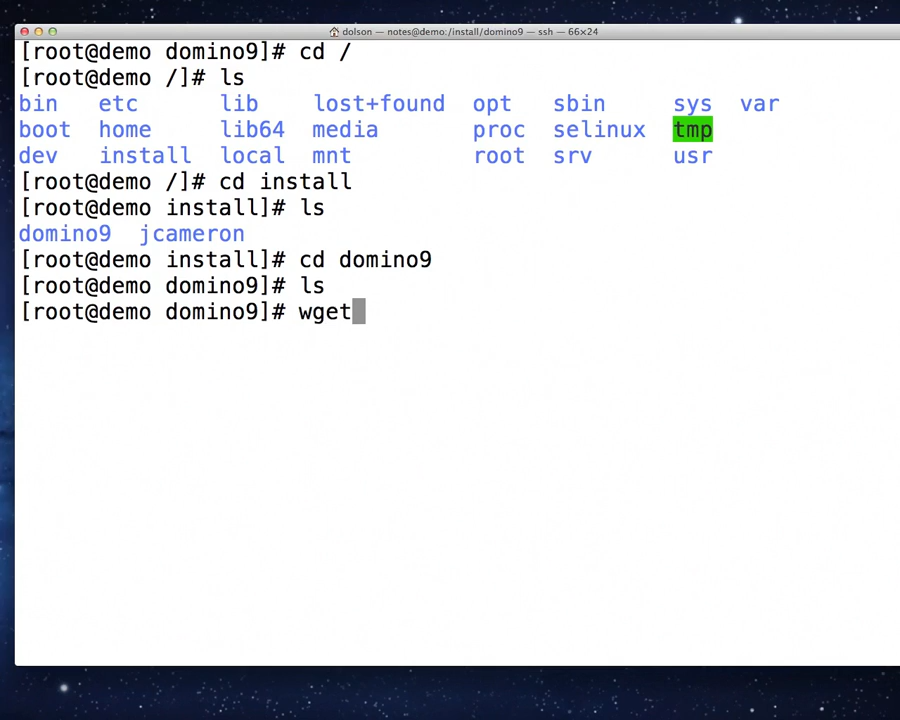 dolson — notes@demo:/install/domino9 — ssh — 66×24
[root@demo domino9]# cd /
[root@demo /]# ls
bin etc lib lost+found opt sbin sys var
boot home lib64 media proc selinux tmp
dev install local mnt root srv usr
[root@demo /]# cd install
[root@demo install]# ls
domino9 jcameron
[root@demo install]# cd domino9
[root@demo domino9]# ls
[root@demo domino9]# wget